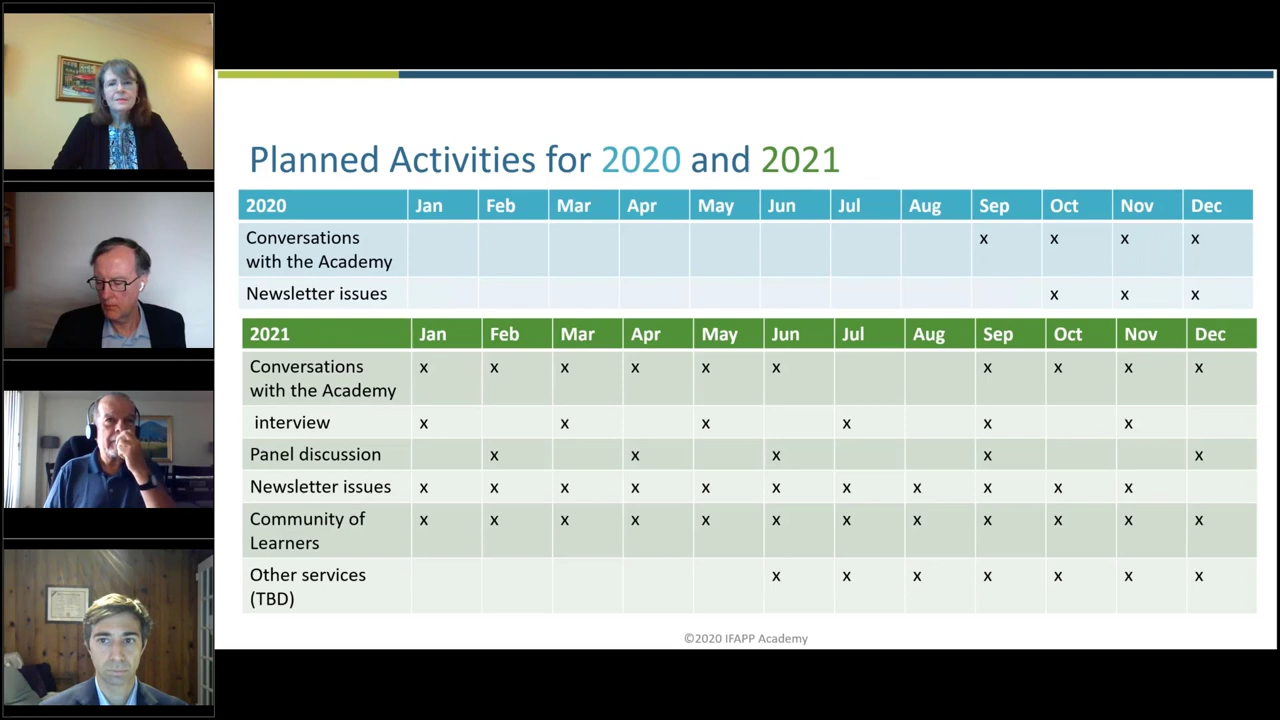 Planned Activities for 2020 and 2021
2020 Jan Feb Mar Apr May Jun Jul Aug Sep Oct Nov Dec
Conversations
with the Academy x x x x
Newsletter issues x x x
2021 Jan Feb Mar Apr May Jun Jul Aug Sep Oct Nov Dec
Conversations
with the Academy x x x x x x x x x x
interview x x x x x x
Panel discussion x x x x x
Newsletter issues x x x x x x x x x x x
Community of
Learners x x x x x x x x x x x x
Other services
(TBD) x x x x x x x
©2020 IFAPP Academy